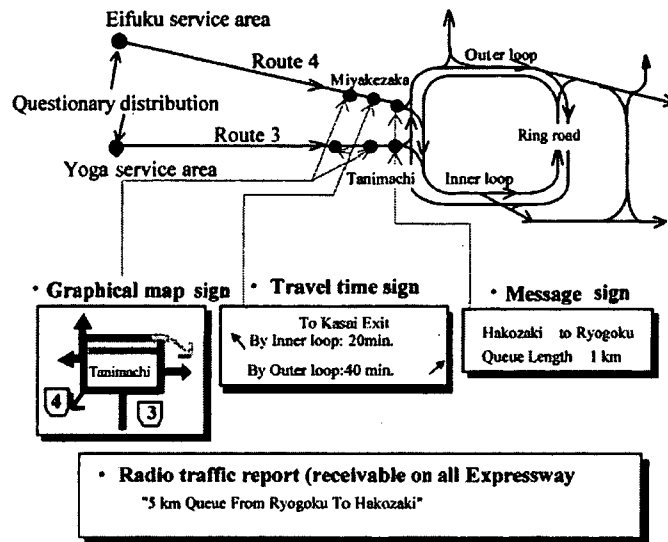 Eifuku service area
Route 4
Miyakezaka
Outer loop
Questionary distribution
Route 3
Ring road
Yoga service area
Tanimachi
Inner loop
· Graphical map sign
· Travel time sign
· Message sign
Tanimachi
4
3
To Kasai Exit
By Inner loop: 20min.
By Outer loop:40 min.
Hakozaki to Ryogoku
Queue Length 1 km
• Radio traffic report (receivable on all Expressway
"5 km Queue From Ryogoku To Hakozaki"